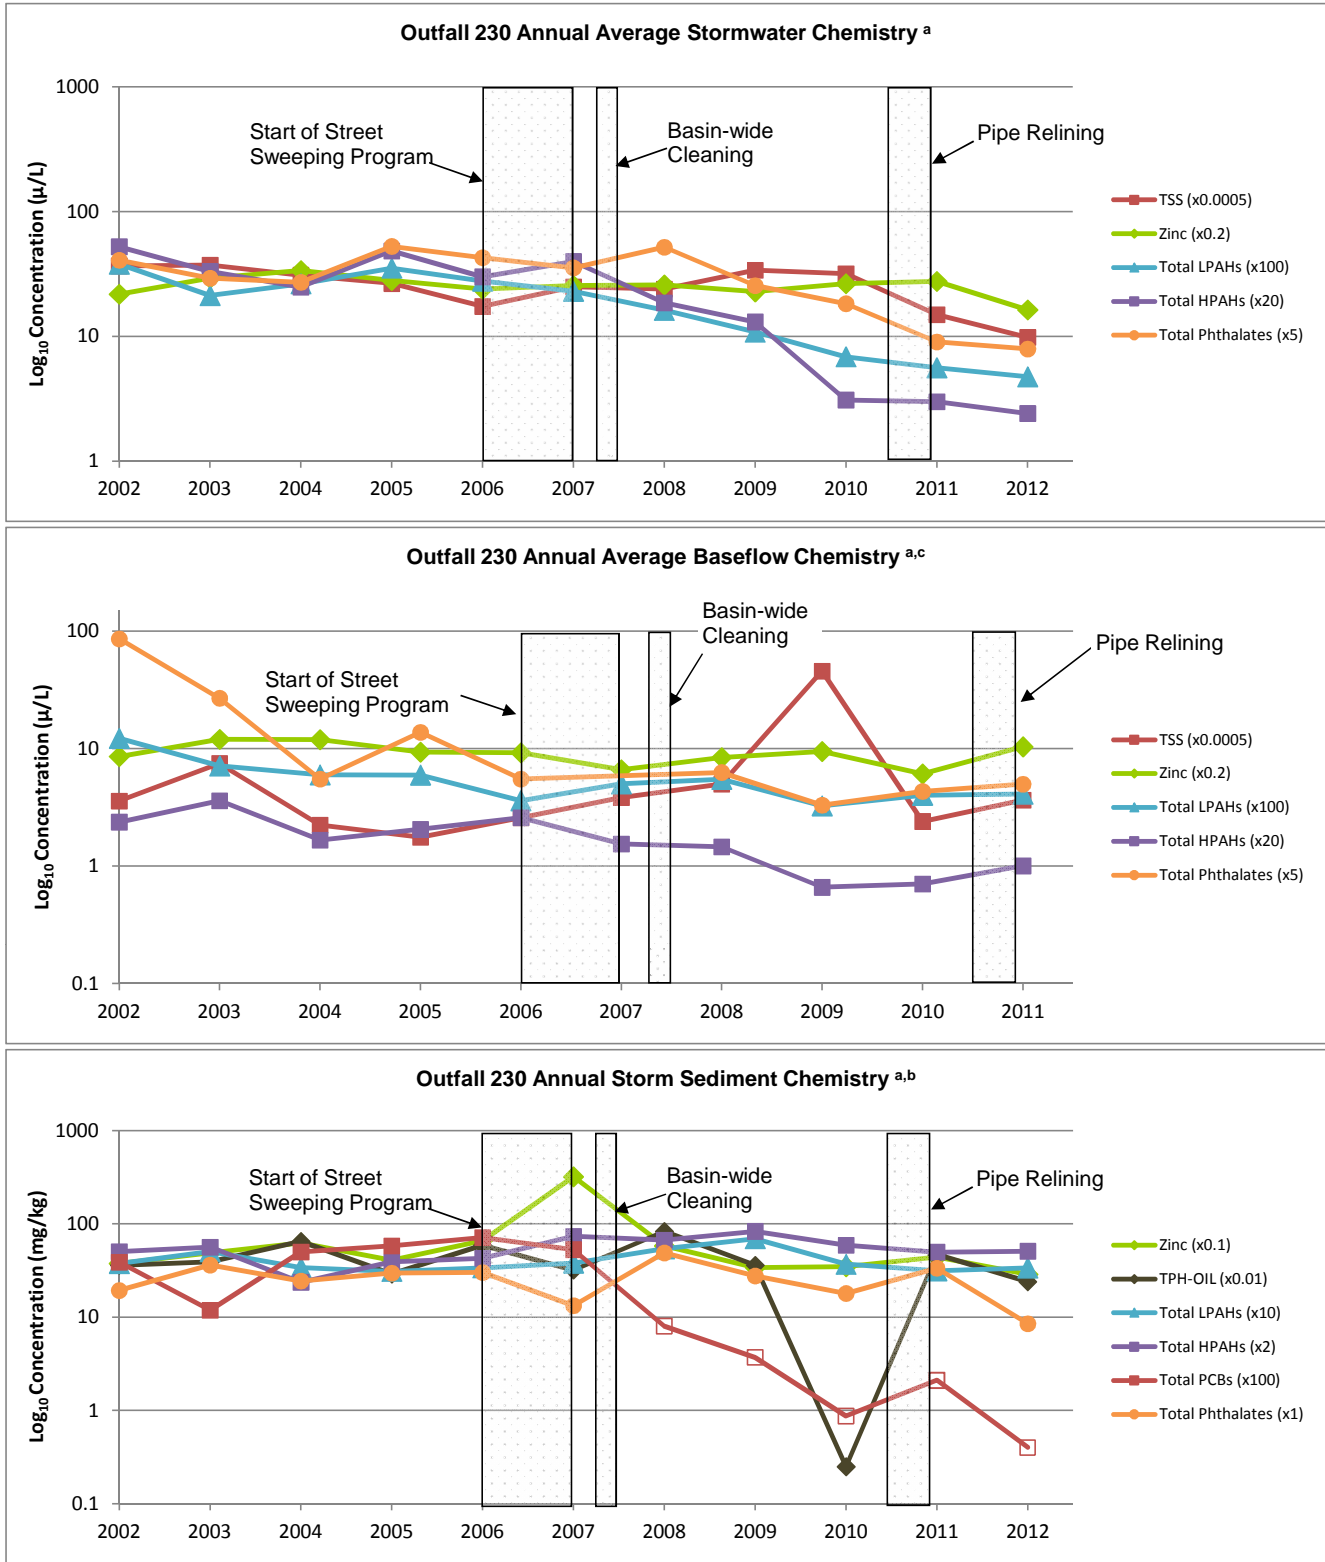 Outfall 230 Annual Average Stormwater Chemistry a
1000
100
10
1
Log10 Concentration (µ/L)
Start of Street
Sweeping Program
Basin-wide
Cleaning
Pipe Relining
2002 2003 2004 2005 2006 2007 2008 2009 2010 2011 2012
TSS (x0.0005)
Zinc (x0.2)
Total LPAHs (x100)
Total HPAHs (x20)
Total Phthalates (x5)
Outfall 230 Annual Average Baseflow Chemistry a,c
100
10
1
0.1
Log10 Concentration (µ/L)
Start of Street
Sweeping Program
Basin-wide
Cleaning
Pipe Relining
2002 2003 2004 2005 2006 2007 2008 2009 2010 2011
TSS (x0.0005)
Zinc (x0.2)
Total LPAHs (x100)
Total HPAHs (x20)
Total Phthalates (x5)
Outfall 230 Annual Storm Sediment Chemistry a,b
1000
100
10
1
0.1
Log10 Concentration (mg/kg)
Start of Street
Sweeping Program
Basin-wide
Cleaning
Pipe Relining
2002 2003 2004 2005 2006 2007 2008 2009 2010 2011 2012
Zinc (x0.1)
TPH-OIL (x0.01)
Total LPAHs (x10)
Total HPAHs (x2)
Total PCBs (x100)
Total Phthalates (x1)